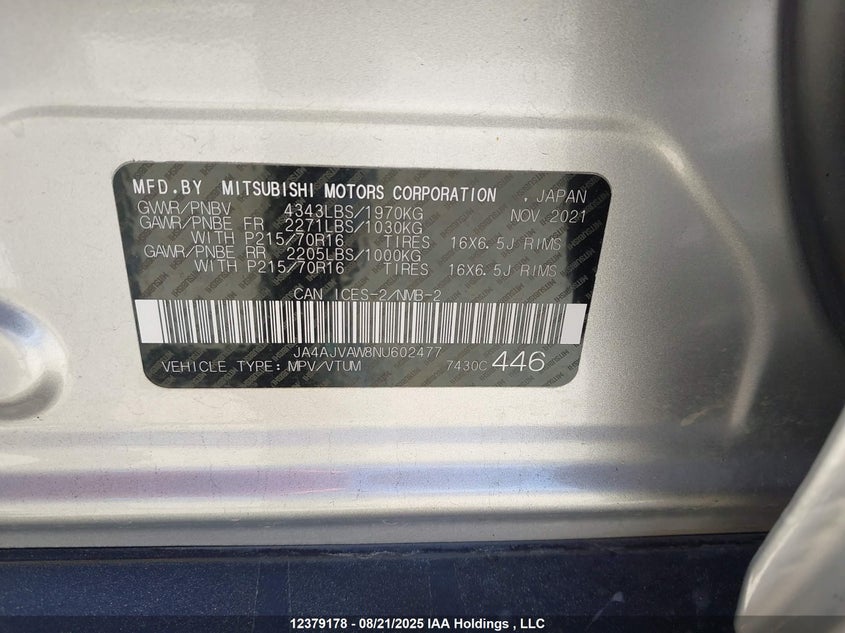 MFD.BY MITSUBISHI MOTORS CORPORATION , JAPAN
GVWR/PNBV 4343LBS/1970KG NOV.2021
GAWR/PNBE FR 2271LBS/1030KG
WITH P215/70R16 TIRES 16X6.5J RIMS
GAWR/PNBE RR 2205LBS/1000KG
WITH P215/70R16 TIRES 16X6.5J RIMS
CAN ICES-2/NMB-2
JA4AJVAW8NU602477
VEHICLE TYPE: MPV/VTUM 7430C 446
12379178 - 08/21/2025 IAA Holdings , LLC